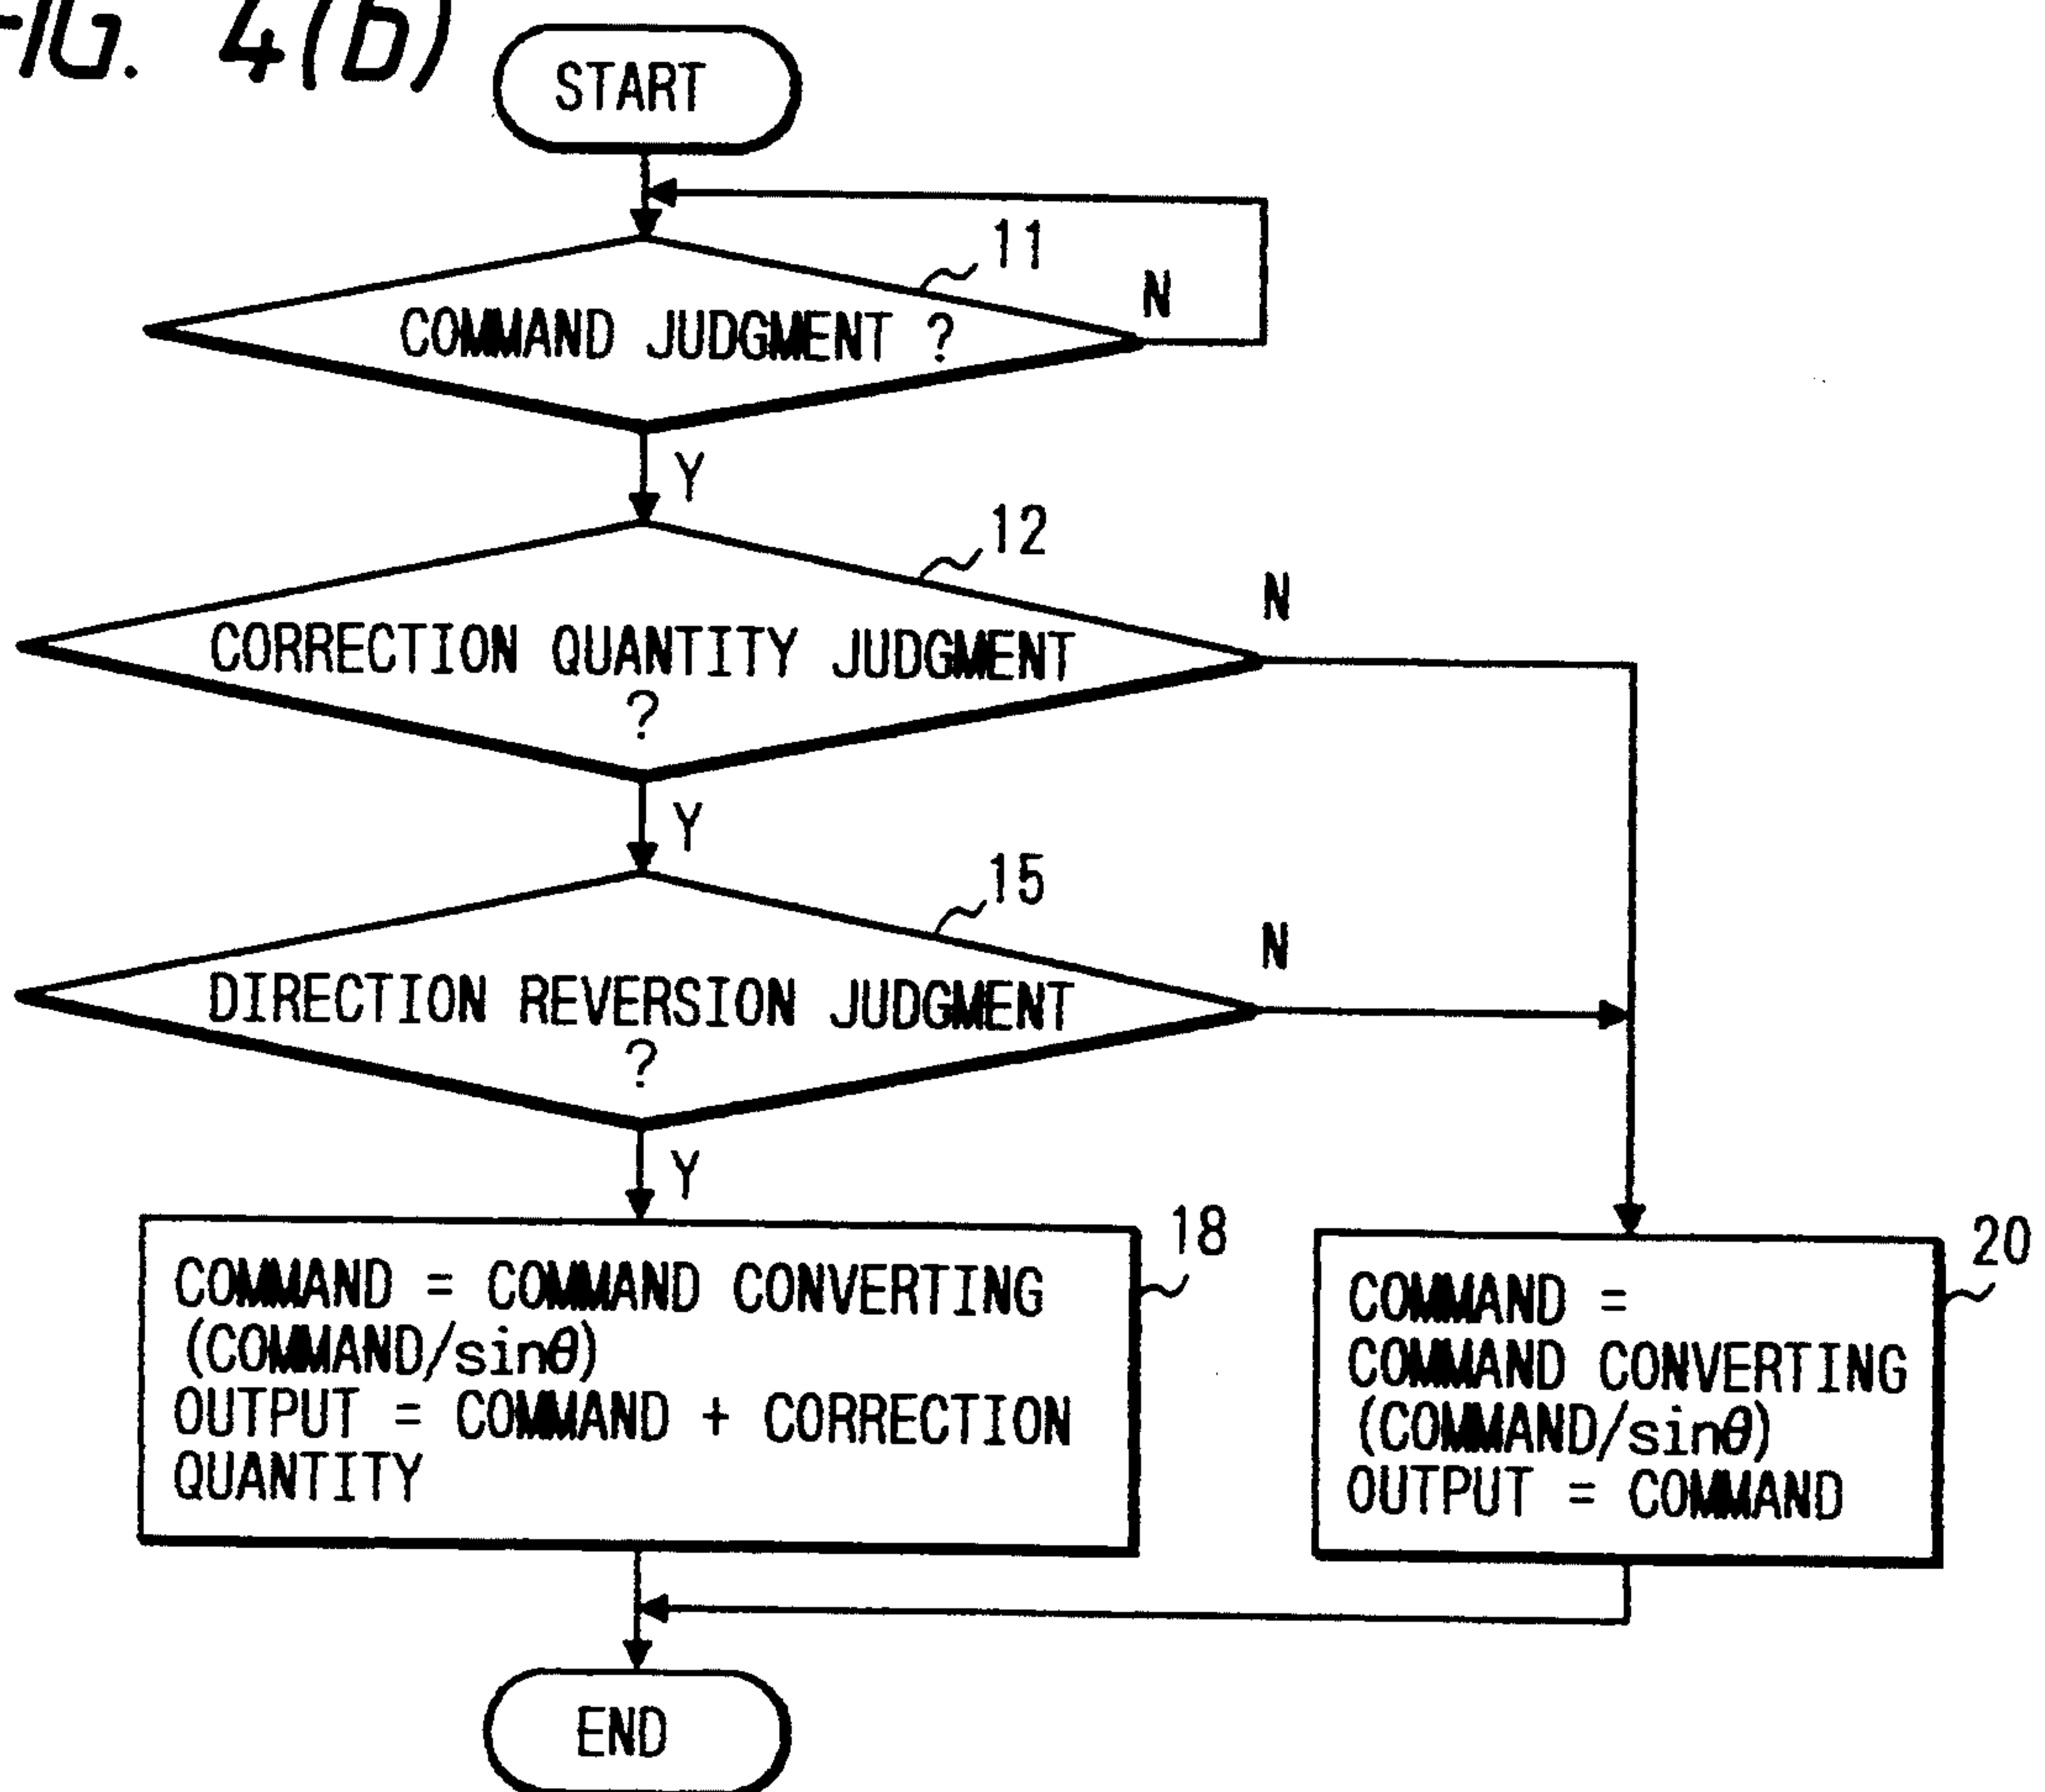 FIG. 4(b)
START
11
N
COMMAND JUDGMENT ?
Y
12
N
CORRECTION QUANTITY JUDGMENT
?
Y
15
N
DIRECTION REVERSION JUDGMENT
?
Y
18
COMMAND = COMMAND CONVERTING
(COMMAND/sinθ)
OUTPUT = COMMAND + CORRECTION
QUANTITY
20
COMMAND =
COMMAND CONVERTING
(COMMAND/sinθ)
OUTPUT = COMMAND
END